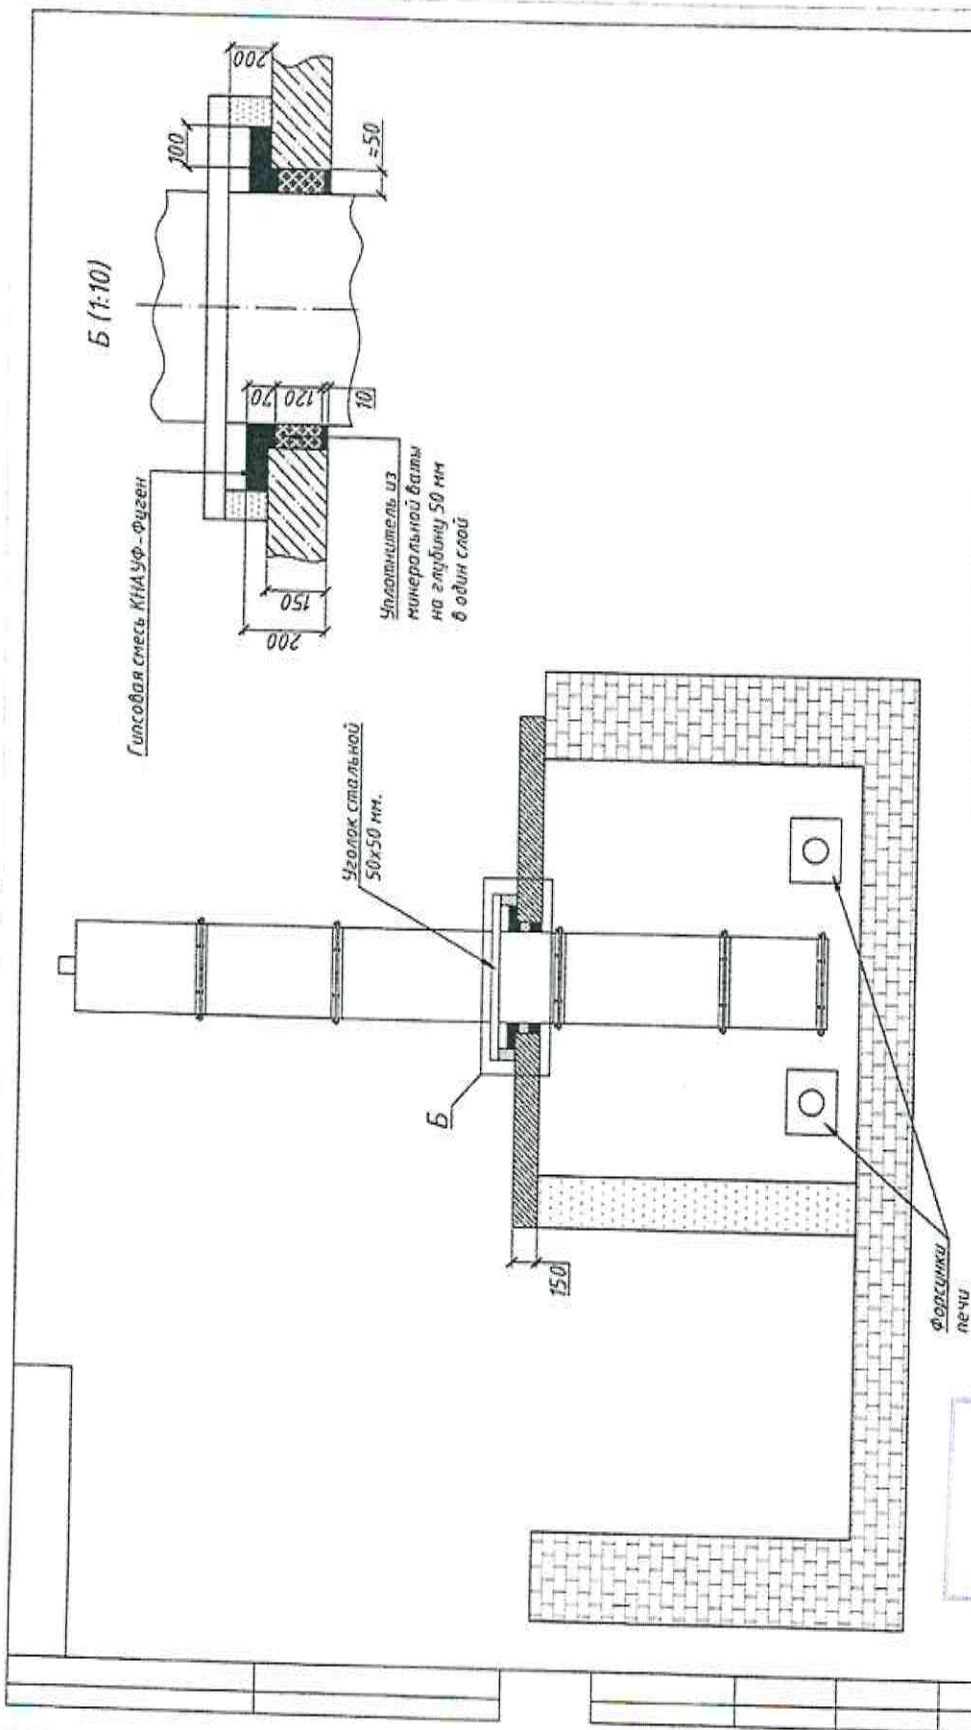 Б (1:10)
Гипсовая смесь КНАУФ-Фуген
200
100
≈50
70
120
10
150
200
Уплотнитель из
минеральной ваты
на глубину 50 мм
в один слой
Уголок стальной
50х50 мм.
Б
150
Форсунки
печи